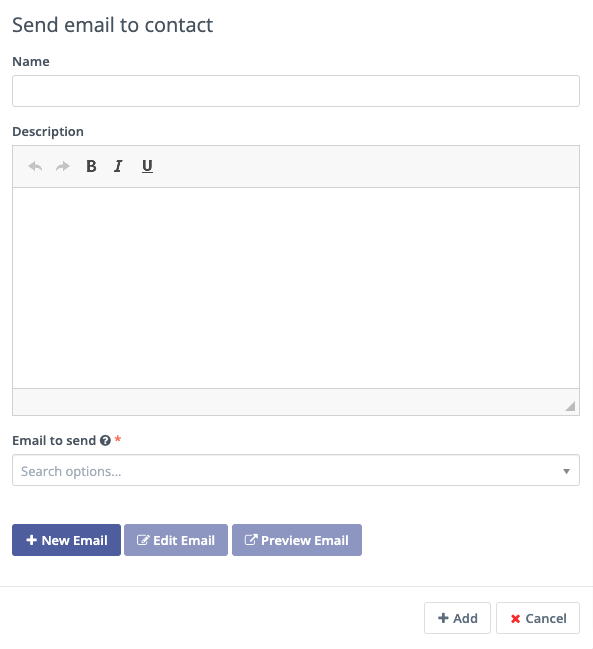 Send email to contact
Name
Description
B I U
Email to send ? *
Search options...
+ New Email Edit Email Preview Email
+ Add × Cancel